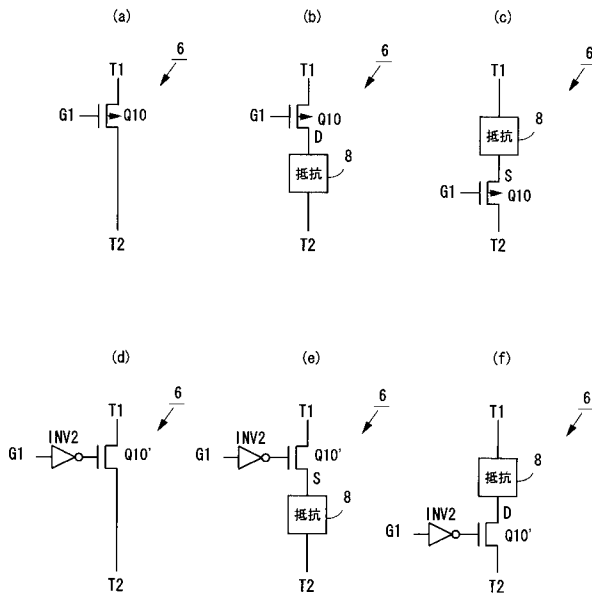 (a)
6
T1
G1
Q10
T2
(b)
6
T1
G1
Q10
D
抵抗
8
T2
(c)
6
T1
抵抗
8
S
G1
Q10
T2
(d)
6
T1
INV2
G1
Q10'
T2
(e)
6
T1
INV2
G1
Q10'
S
抵抗
8
T2
(f)
6
T1
抵抗
8
D
INV2
G1
Q10'
T2